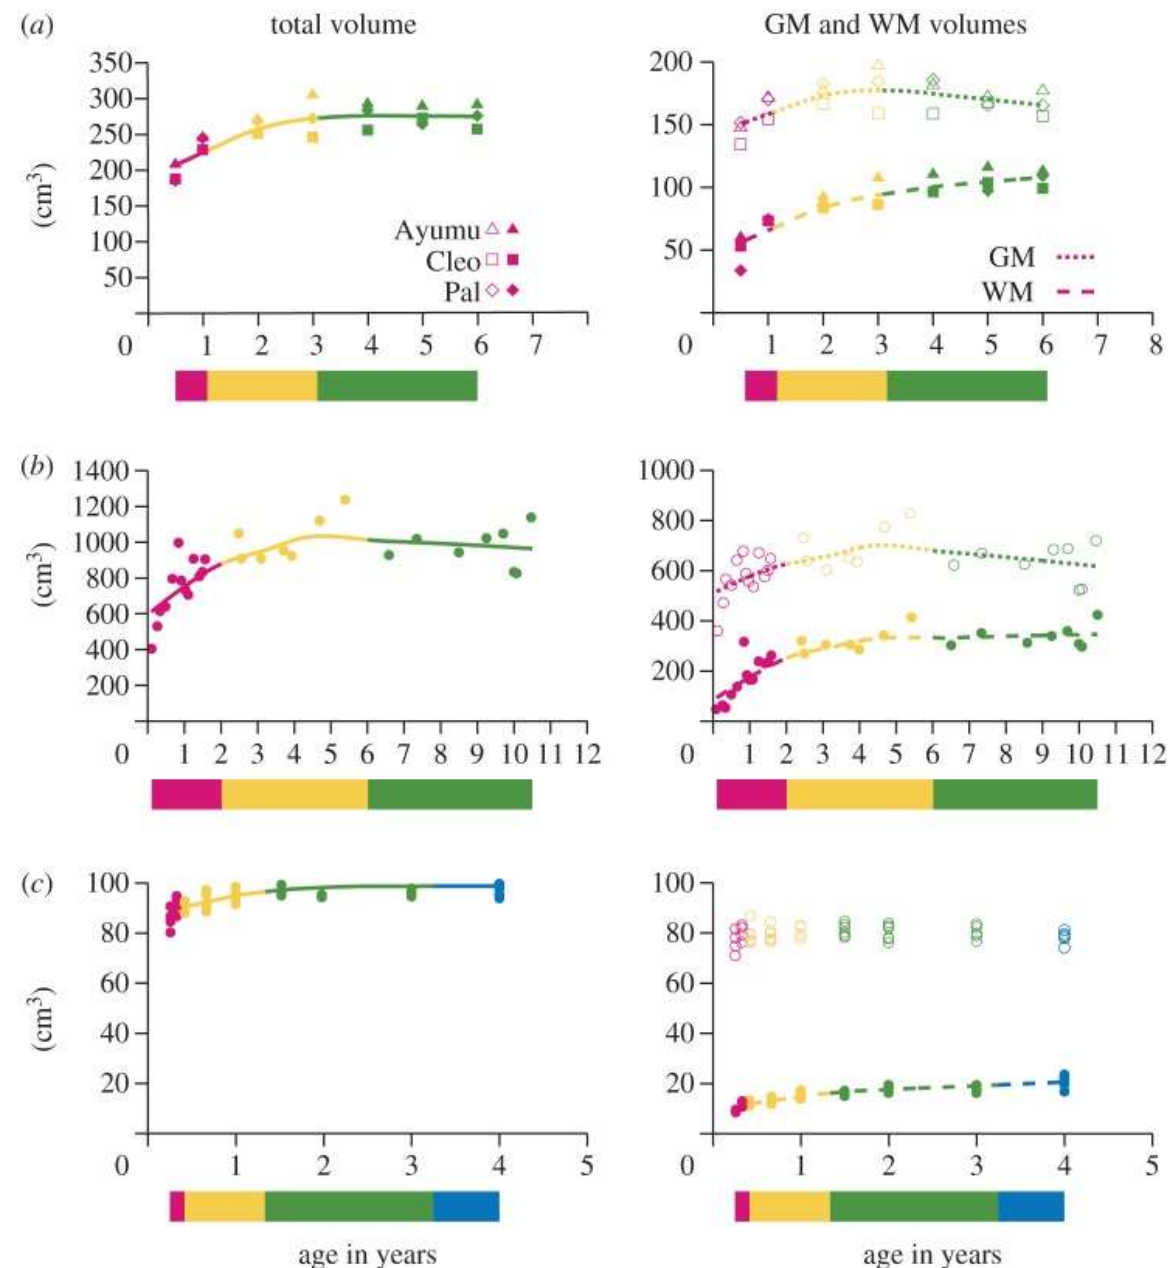 (a) total volume GM and WM volumes
350
300
250
200
150
100
50
(cm³)
Ayumu
Cleo
Pal
0 1 2 3 4 5 6 7
200
150
100
50
GM
WM
0 1 2 3 4 5 6 7 8
(b)
1400
1200
1000
800
600
400
200
(cm³)
0 1 2 3 4 5 6 7 8 9 10 11 12
1000
800
600
400
200
0 1 2 3 4 5 6 7 8 9 10 11 12
(c)
100
80
60
40
20
(cm³)
0 1 2 3 4 5
age in years
100
80
60
40
20
0 1 2 3 4 5
age in years